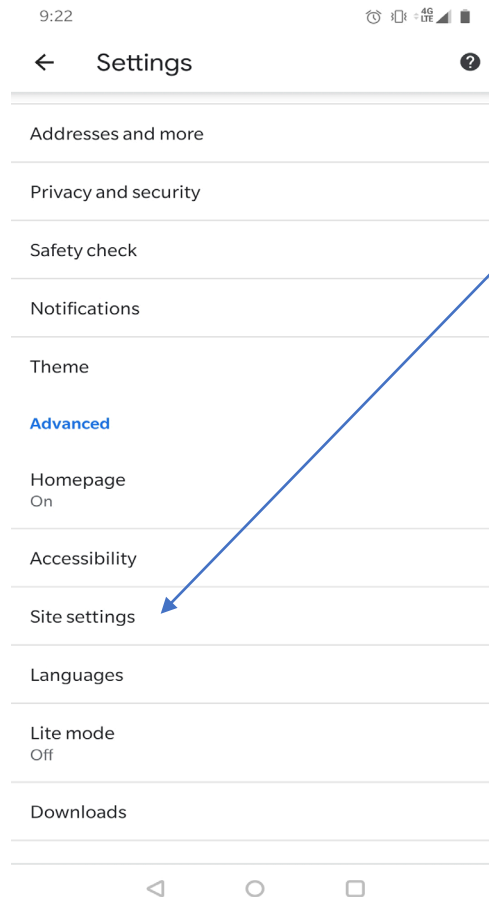 9:22
4G
LTE
Settings
?
Addresses and more
Privacy and security
Safety check
Notifications
Theme
Advanced
Homepage
On
Accessibility
Site settings
Languages
Lite mode
Off
Downloads